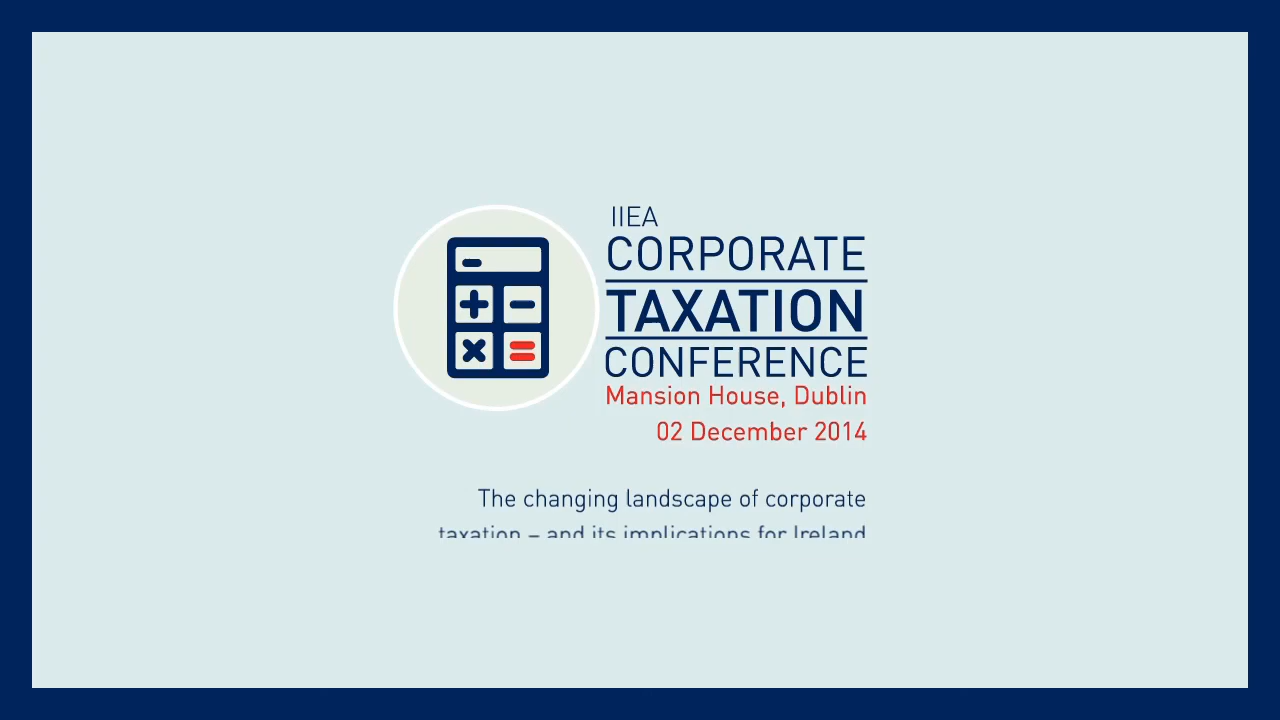 IIEA
CORPORATE
TAXATION
CONFERENCE
Mansion House, Dublin
02 December 2014
The changing landscape of corporate
taxation – and its implications for Ireland